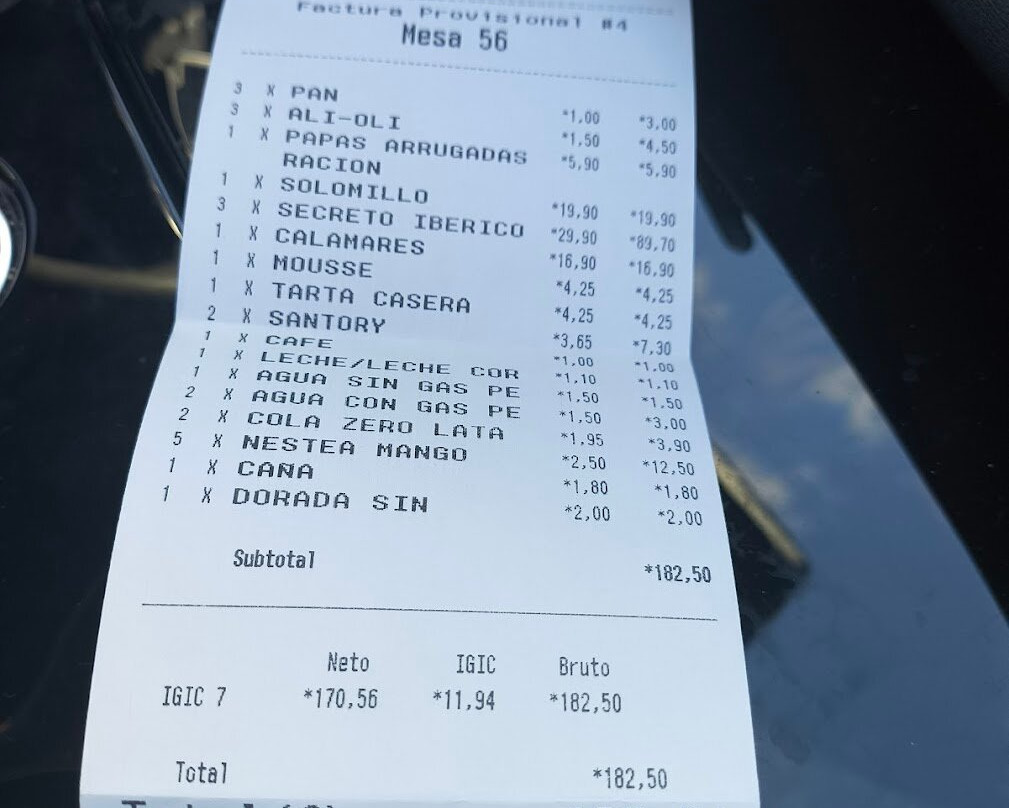 Factura Provisional #4
Mesa 56
3 X PAN *1,00 *3,00
3 X ALI-OLI *1,50 *4,50
1 X PAPAS ARRUGADAS *5,90 *5,90
RACION
1 X SOLOMILLO *19,90 *19,90
3 X SECRETO IBERICO *29,90 *89,70
1 X CALAMARES *16,90 *16,90
1 X MOUSSE *4,25 *4,25
1 X TARTA CASERA *4,25 *4,25
2 X SANTORY *3,65 *7,30
1 X CAFE *1,00 *1,00
1 X LECHE/LECHE COR *1,10 *1,10
1 X AGUA SIN GAS PE *1,50 *1,50
2 X AGUA CON GAS PE *1,50 *3,00
2 X COLA ZERO LATA *1,95 *3,90
5 X NESTEA MANGO *2,50 *12,50
1 X CAÑA *1,80 *1,80
1 X DORADA SIN *2,00 *2,00
Subtotal *182,50
Neto IGIC Bruto
IGIC 7 *170,56 *11,94 *182,50
Total *182,50